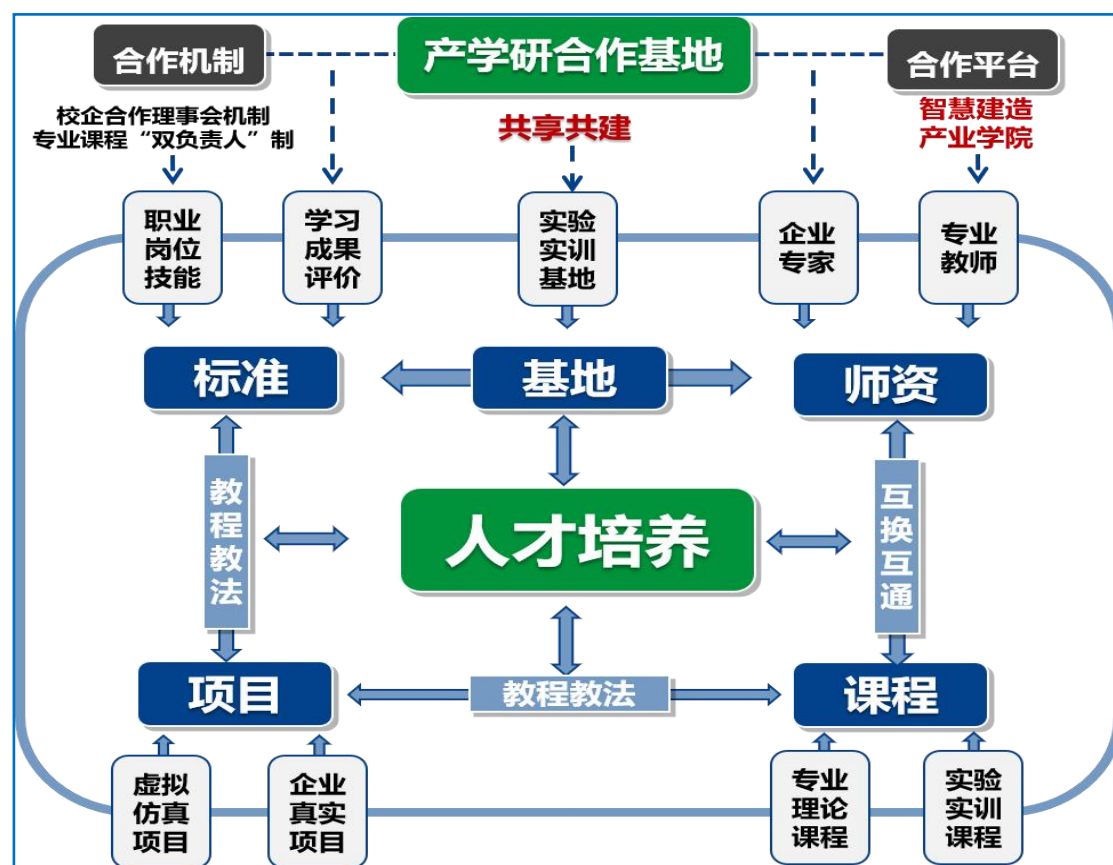 合作机制
产学研合作基地
合作平台
校企合作理事会机制
专业课程“双负责人”制
共享共建
智慧建造
产业学院
职业
岗位
技能
学习
成果
评价
实验
实训
基地
企业
专家
专业
教师
标准
基地
师资
教程教法
人才培养
互换互通
项目
教程教法
课程
虚拟
仿真
项目
企业
真实
项目
专业
理论
课程
实验
实训
课程